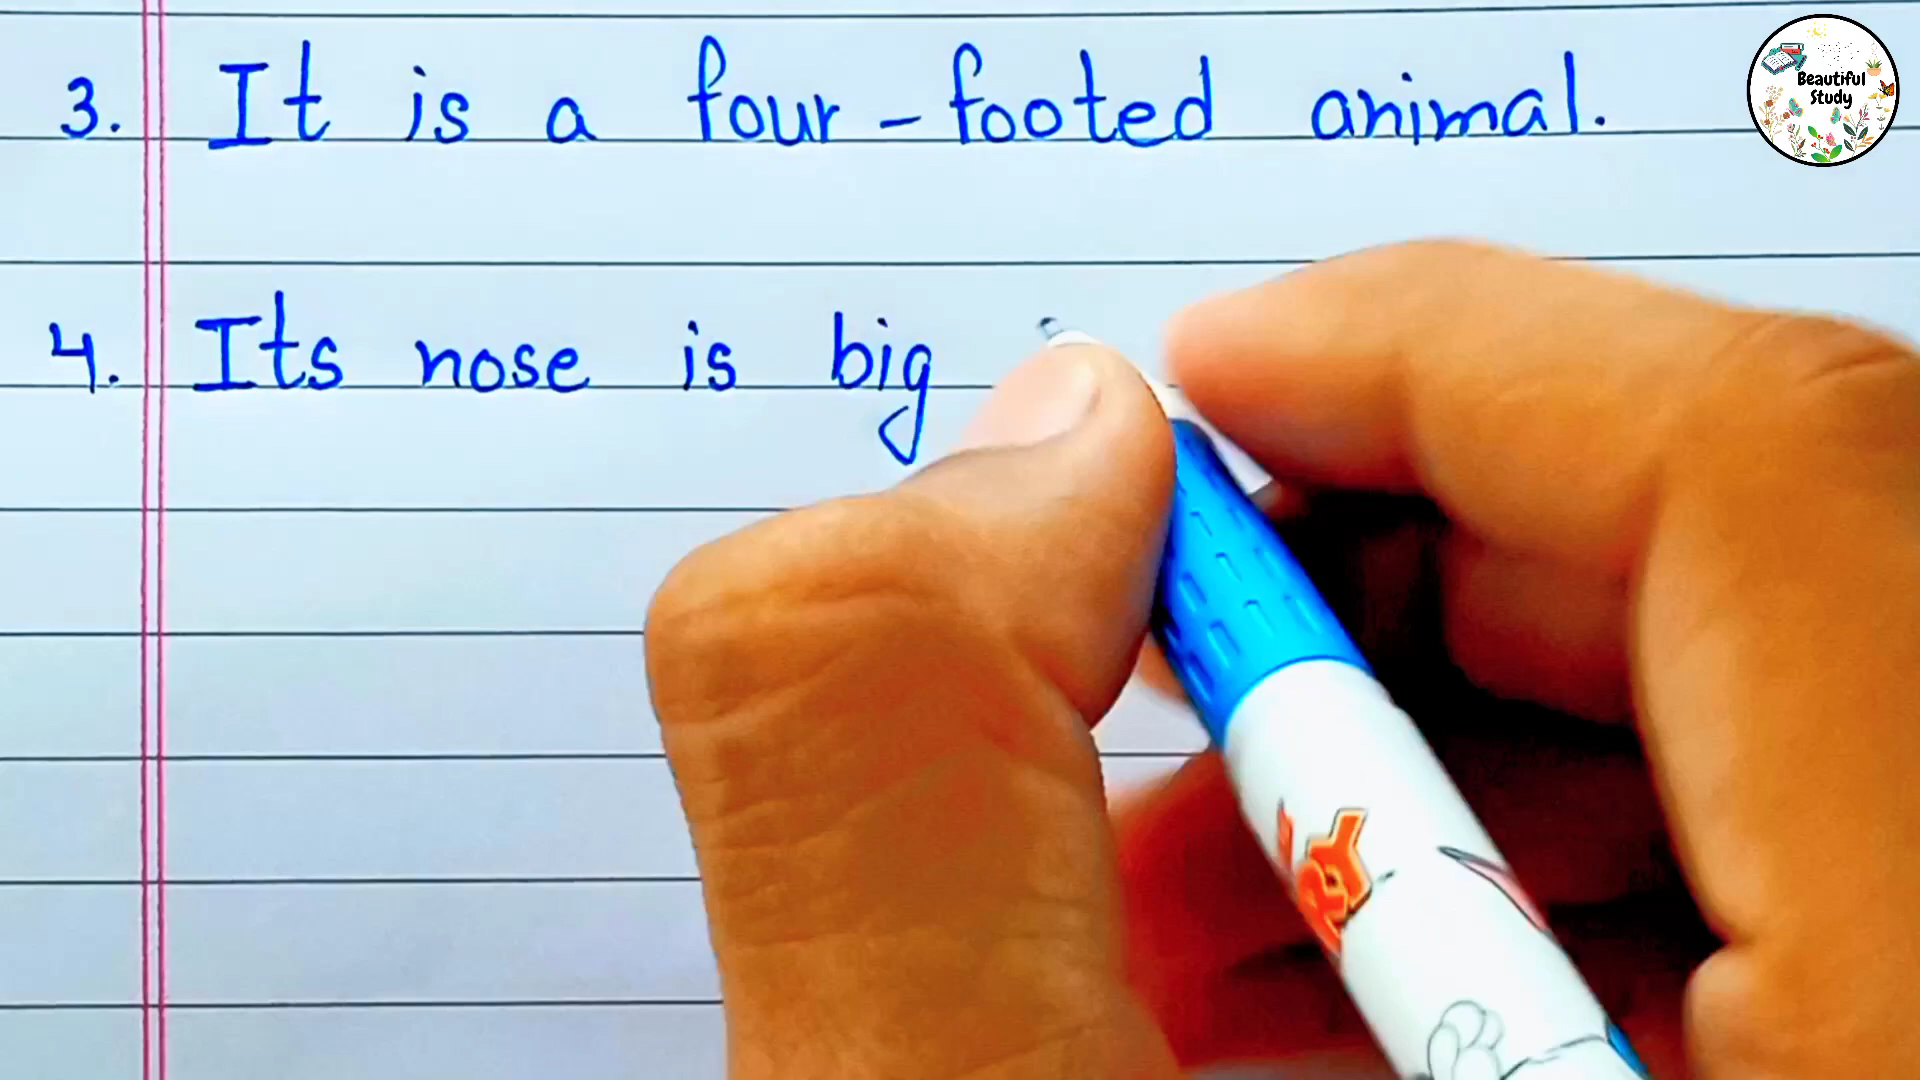 3. It is a four-footed animal.
4. Its nose is big
Beautiful
Study